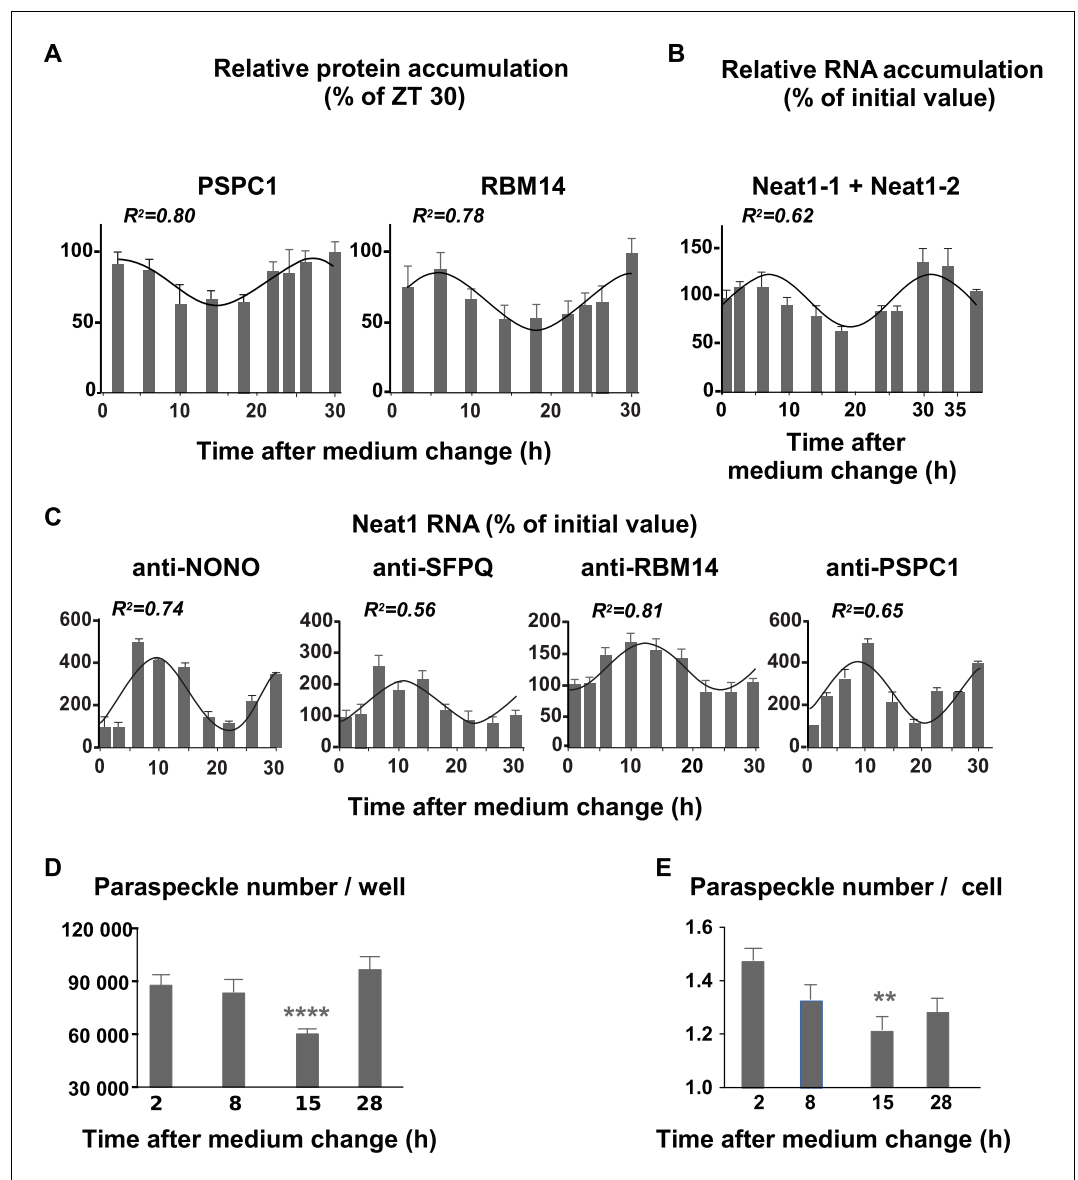 A
B
Relative protein accumulation
(% of ZT 30)
Relative RNA accumulation
(% of initial value)
PSPC1
RBM14
Neat1-1 + Neat1-2
R²=0.80
R²=0.78
R²=0.62
100
50
0
0
10
20
30
100
50
0
0
10
20
30
150
100
50
0
0
10
20
30
35
Time after medium change (h)
Time after
medium change (h)
C
Neat1 RNA (% of initial value)
anti-NONO
anti-SFPQ
anti-RBM14
anti-PSPC1
R²=0.74
R²=0.56
R²=0.81
R²=0.65
600
400
200
0
0
10
20
30
400
300
200
100
0
0
10
20
30
200
150
100
50
0
0
10
20
30
600
400
200
0
0
10
20
30
Time after medium change (h)
D
Paraspeckle number / well
120 000
90 000
60 000
30 000
****
2
8
15
28
Time after medium change (h)
E
Paraspeckle number / cell
1.6
1.4
1.2
1.0
**
2
8
15
28
Time after medium change (h)